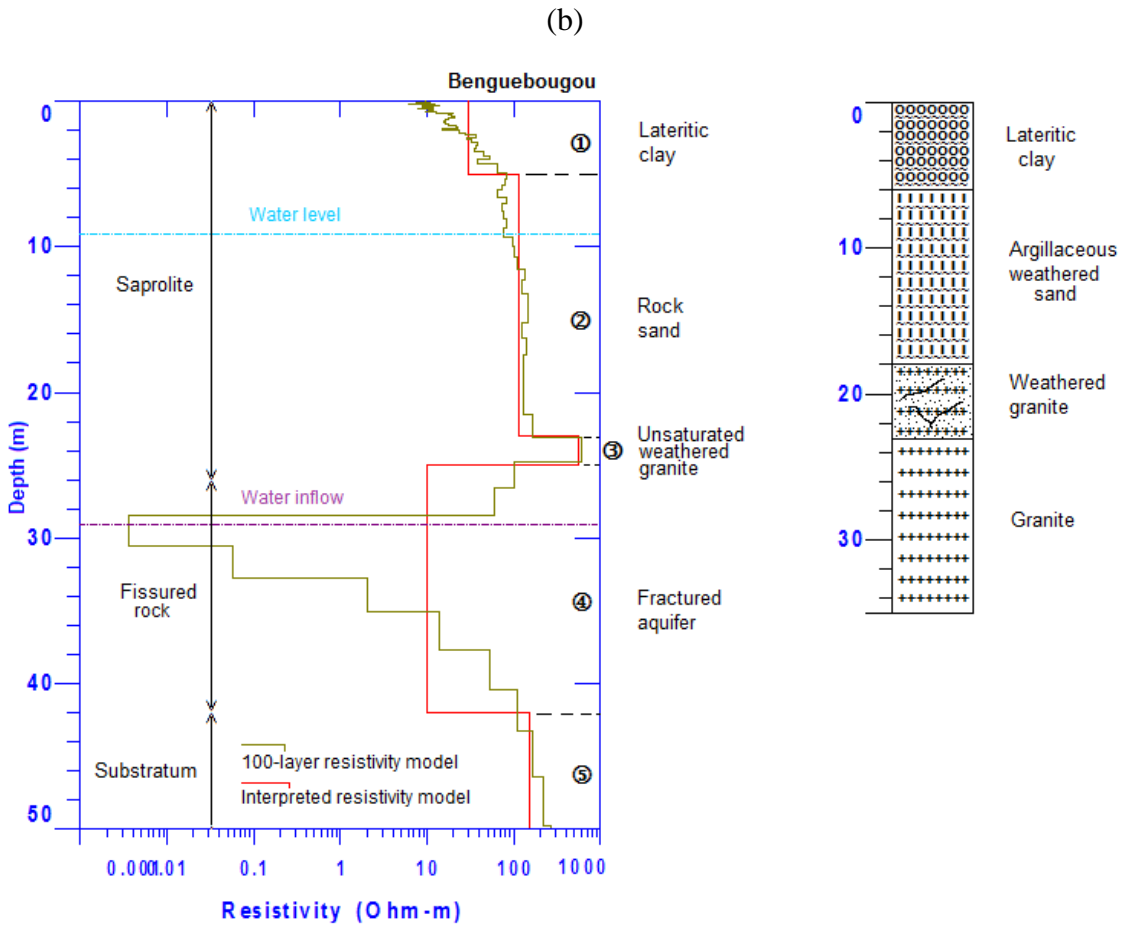 (b)
Benguebougou
0
10
20
30
40
50
Depth (m)
Saprolite
Fissured
rock
Substratum
Water level
Water inflow
①
②
③
④
⑤
100-layer resistivity model
Interpreted resistivity model
0.001
0.01
0.1
1
10
100
1000
Resistivity (Ohm-m)
Lateritic
clay
Rock
sand
Unsaturated
weathered
granite
Fractured
aquifer
0
10
20
30
Lateritic
clay
Argillaceous
weathered
sand
Weathered
granite
Granite